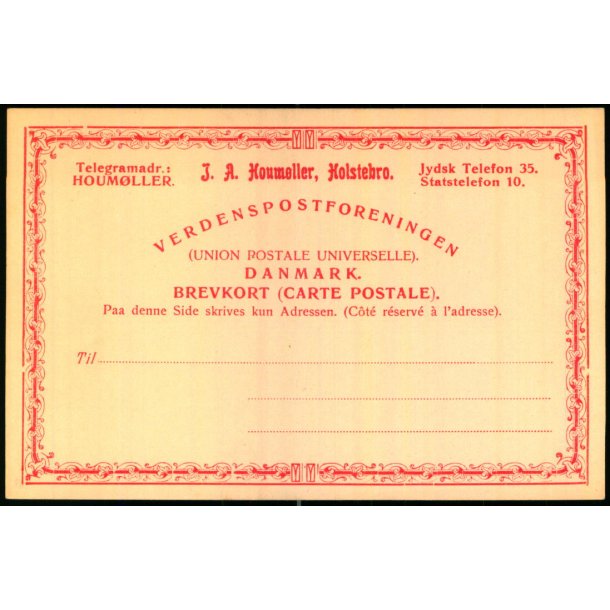 Telegramadr.:
HOUMØLLER.
J. A. Houmøller, Holstebro.
Jydsk Telefon 35.
Statstelefon 10.
VERDENSPOSTFORENINGEN
(UNION POSTALE UNIVERSELLE).
DANMARK.
BREVKORT (CARTE POSTALE).
Paa denne Side skrives kun Adressen. (Côté réservé à l'adresse).
Til